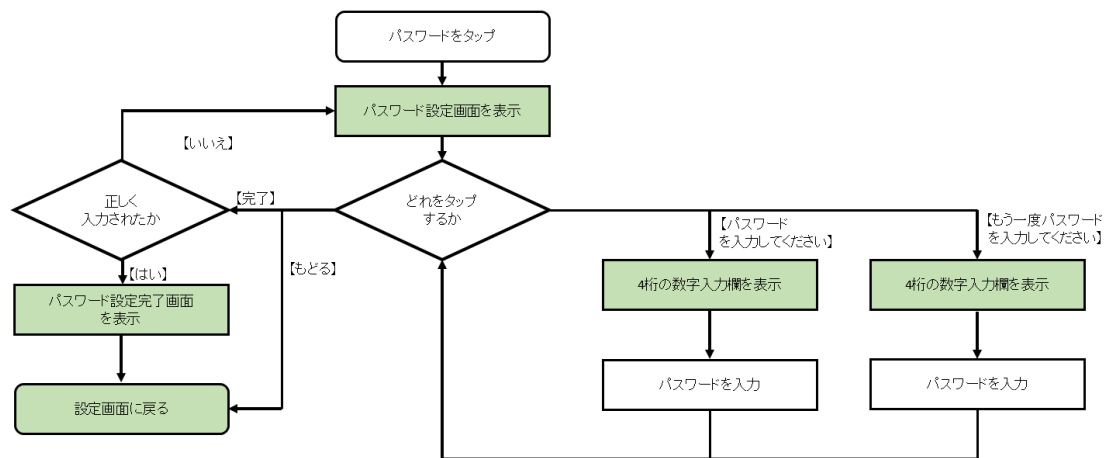 パスワードをタップ
パスワード設定画面を表示
【いいえ】
正しく
入力されたか
【完了】
どれをタップ
するか
【パスワード
を入力してください】
【もう一度パスワード
を入力してください】
【はい】
【もどる】
パスワード設定完了画面
を表示
4桁の数字入力欄を表示
4桁の数字入力欄を表示
パスワードを入力
パスワードを入力
設定画面に戻る